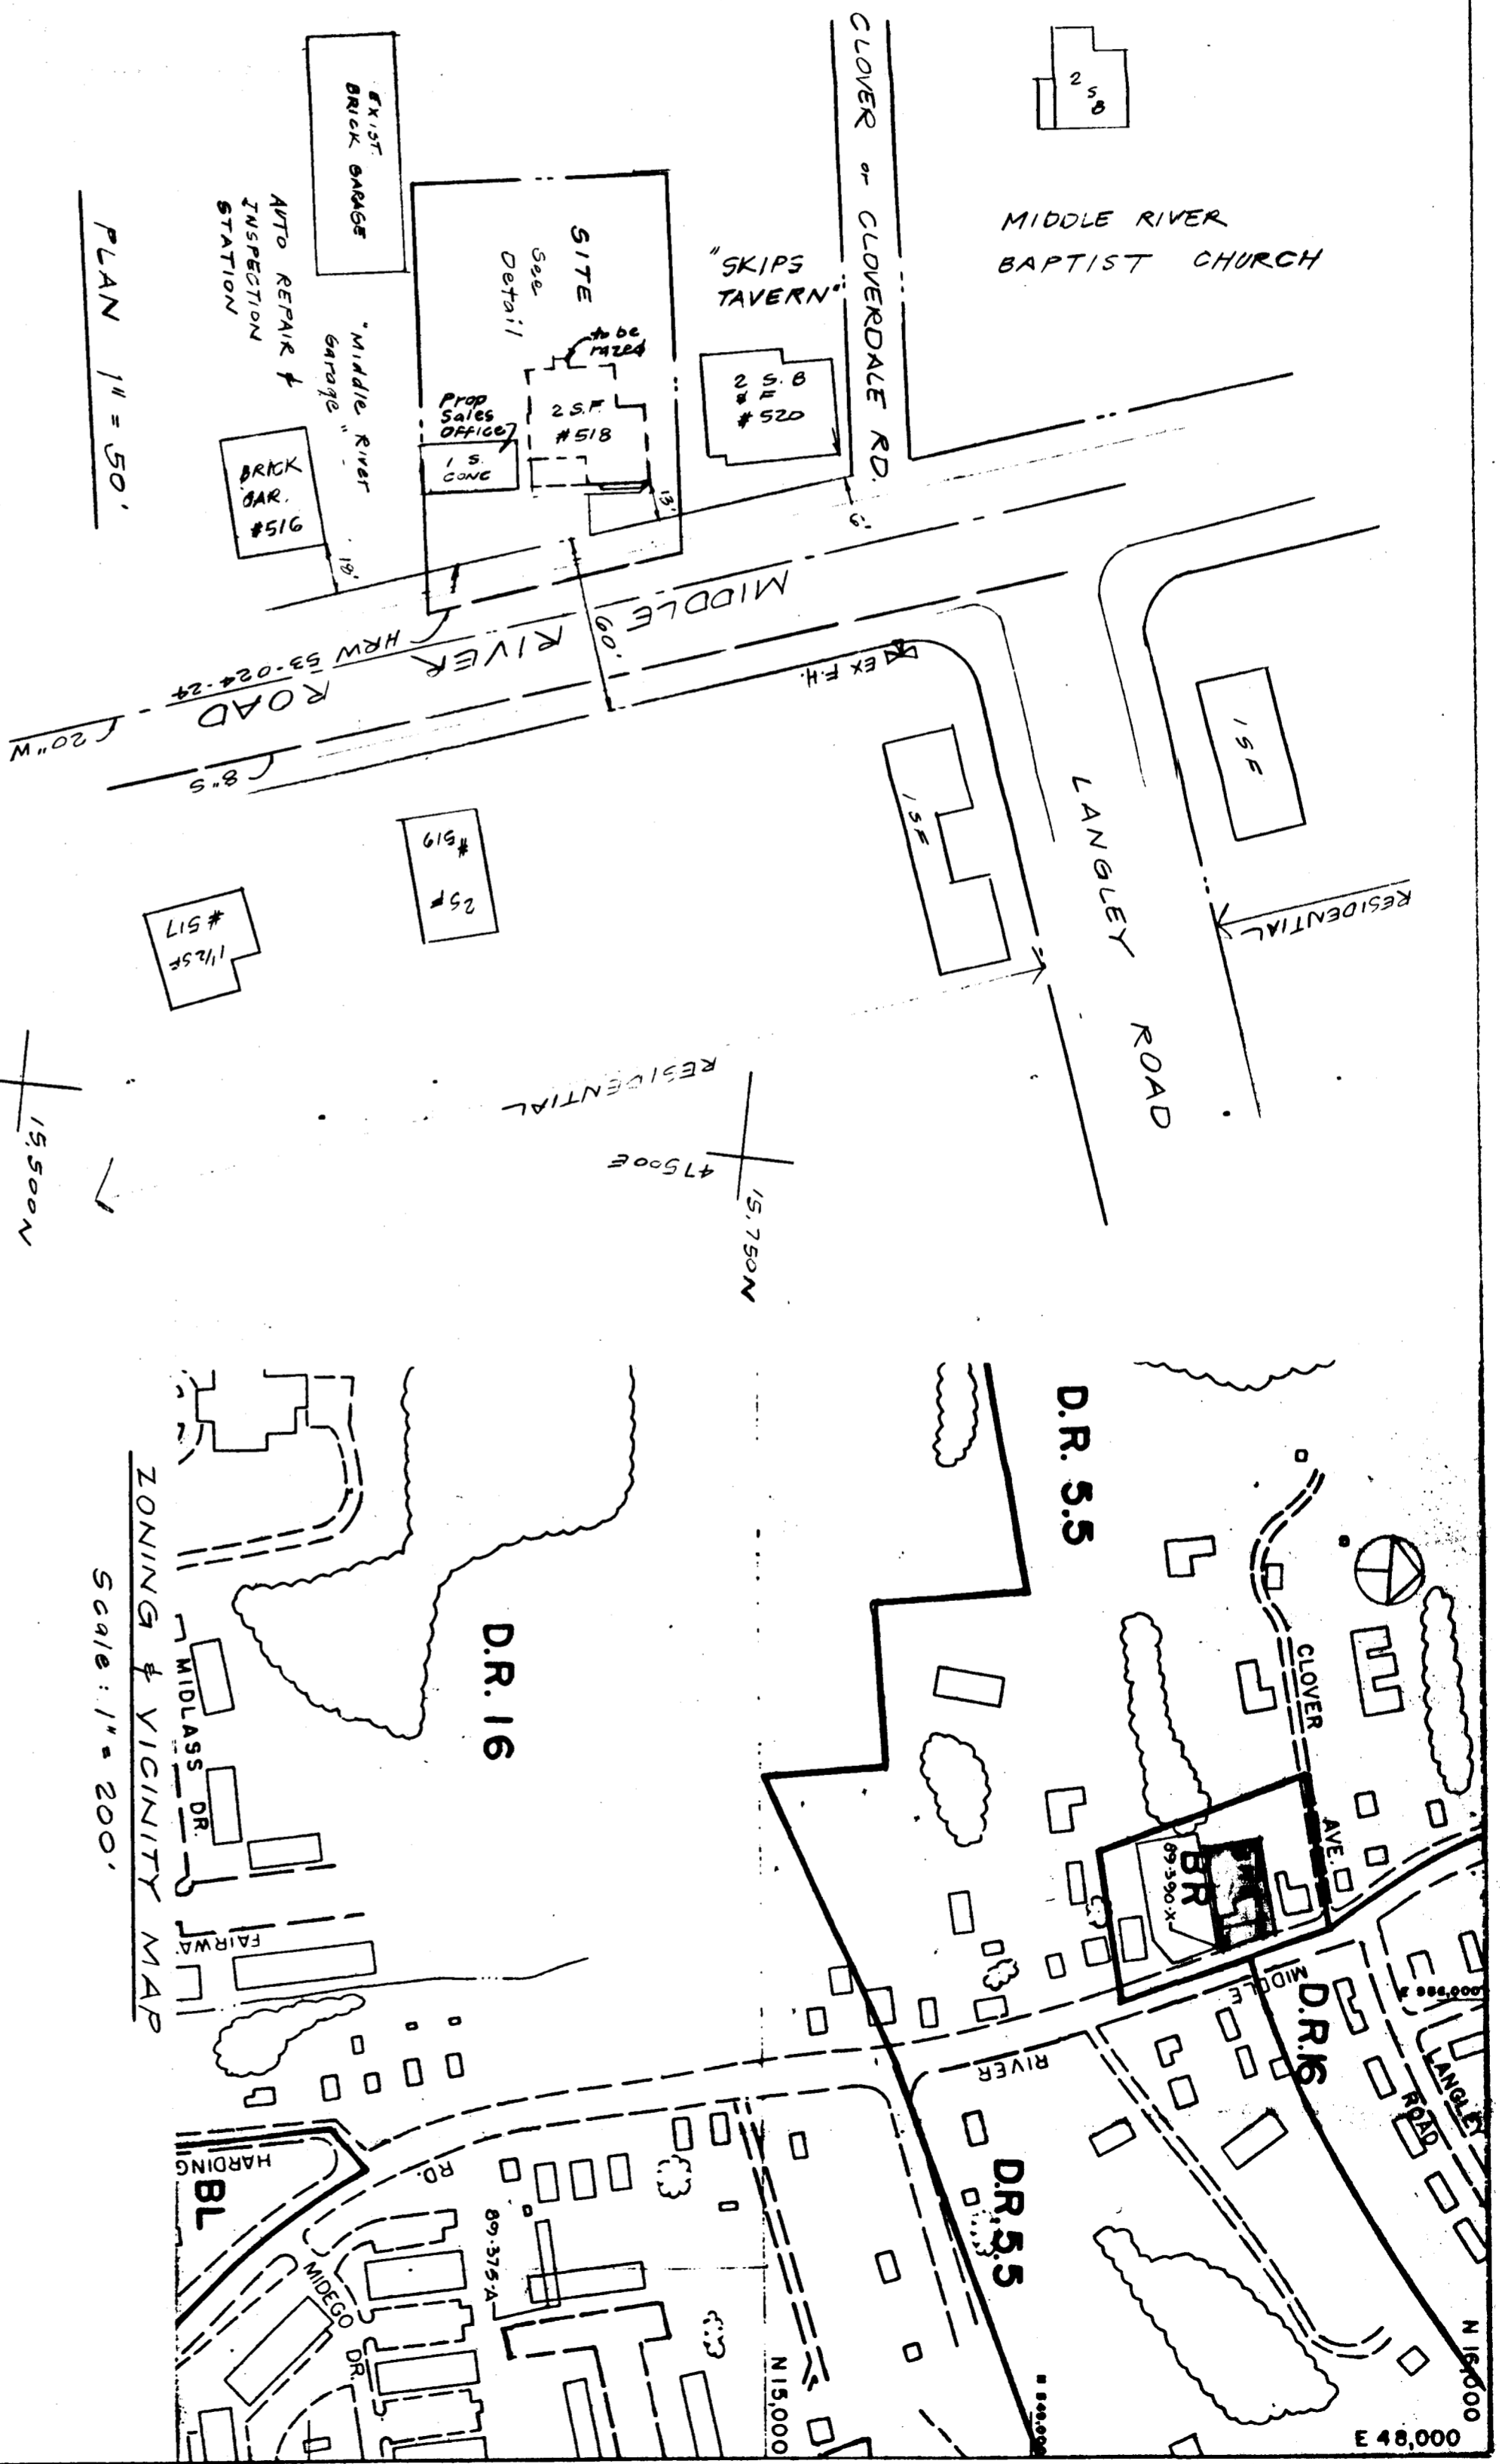 2
S
B
MIDDLE RIVER
BAPTIST CHURCH
CLOVER or CLOVERDALE RD.
"SKIPS
TAVERN"
2 S. B
& F
#520
EXIST.
BRICK GARAGE
AUTO REPAIR &
INSPECTION
STATION
"Middle River
Garage"
BRICK
GAR.
#516
18'
SITE
See
Detail
to be
razed
2 S.F.
#518
Prop
Sales
OFFICE
1 S.
CONC
13'
6'
PLAN 1" = 50'
MIDDLE RIVER ROAD
60'
HRW 53-024-24
20" W
8" S
EX F.H.
1 S F
1 S F
LANGLEY ROAD
RESIDENTIAL
#519
2 S F
#517
1 1/2 S F
RESIDENTIAL
47500E
15,750N
15,500N
D.R. 5.5
D.R. 16
CLOVER
AVE.
BR
89-390-X
MIDDLE
RIVER
RD.
D.R.16
LANGLEY
ROAD
D.R.5.5
MIDLASS DR.
FAIRWA
HARDING
BL
MIDEGO
DR.
89-375-A
N 15,000
N 16,000
E 48,000
ZONING & VICINITY MAP
Scale: 1" = 200'